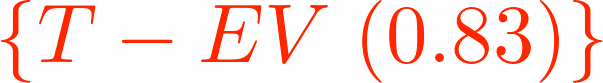 {T − EV (0.83)}